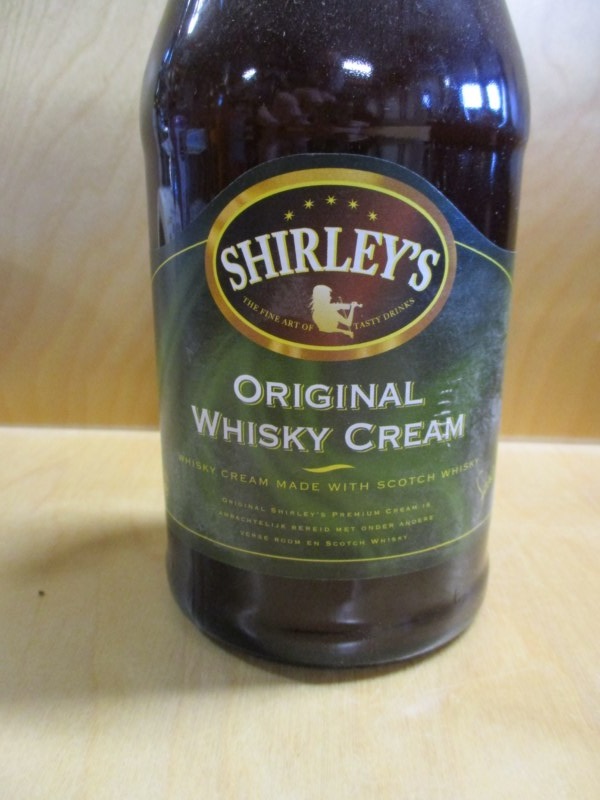 SHIRLEY'S
THE FINE ART OF TASTY DRINKS
ORIGINAL
WHISKY CREAM
WHISKY CREAM MADE WITH SCOTCH WHISKY
ORIGINAL SHIRLEY'S PREMIUM CREAM IS
AMBACHTELIJK BEREID MET ONDER ANDERE
VERSE ROOM EN SCOTCH WHISKY